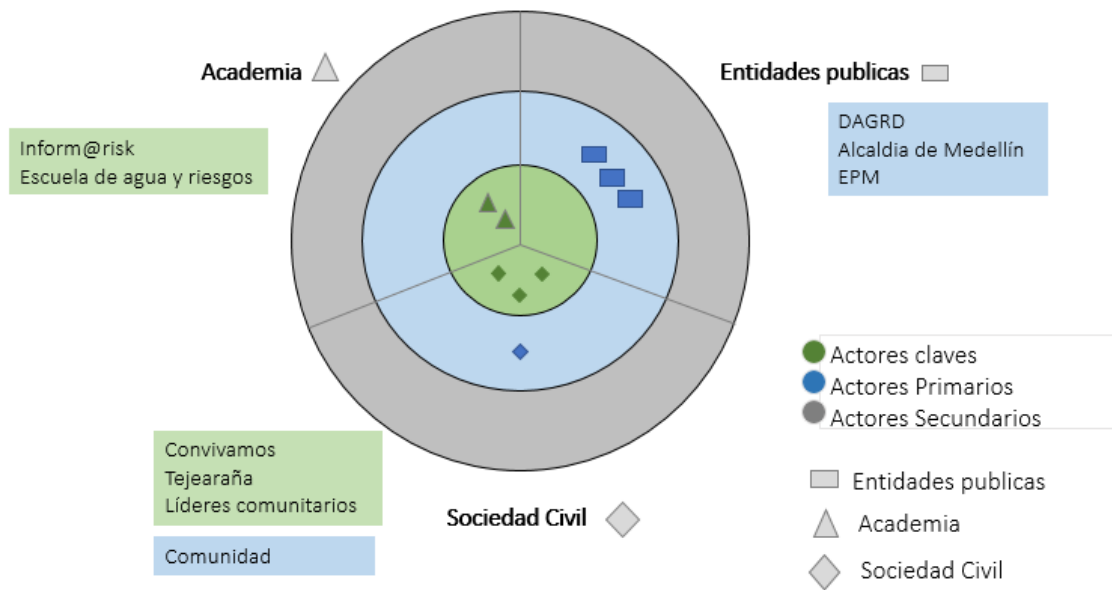 Academia
Entidades publicas
Inform@risk
Escuela de agua y riesgos
DAGRD
Alcaldia de Medellín
EPM
Actores claves
Actores Primarios
Actores Secundarios
Convivamos
Tejearaña
Líderes comunitarios
Comunidad
Sociedad Civil
Entidades publicas
Academia
Sociedad Civil